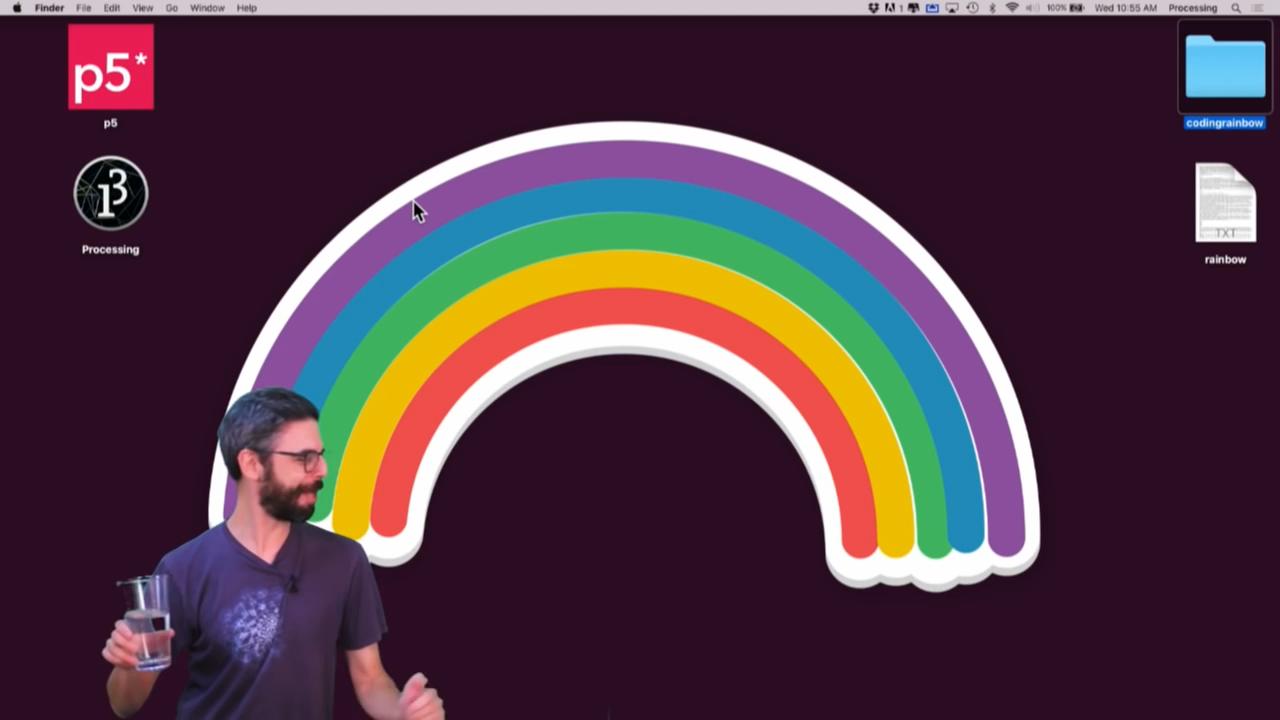 Finder File Edit View Go Window Help
1 100% Wed 10:55 AM Processing
p5*
p5
Processing
codingrainbow
TXT
rainbow